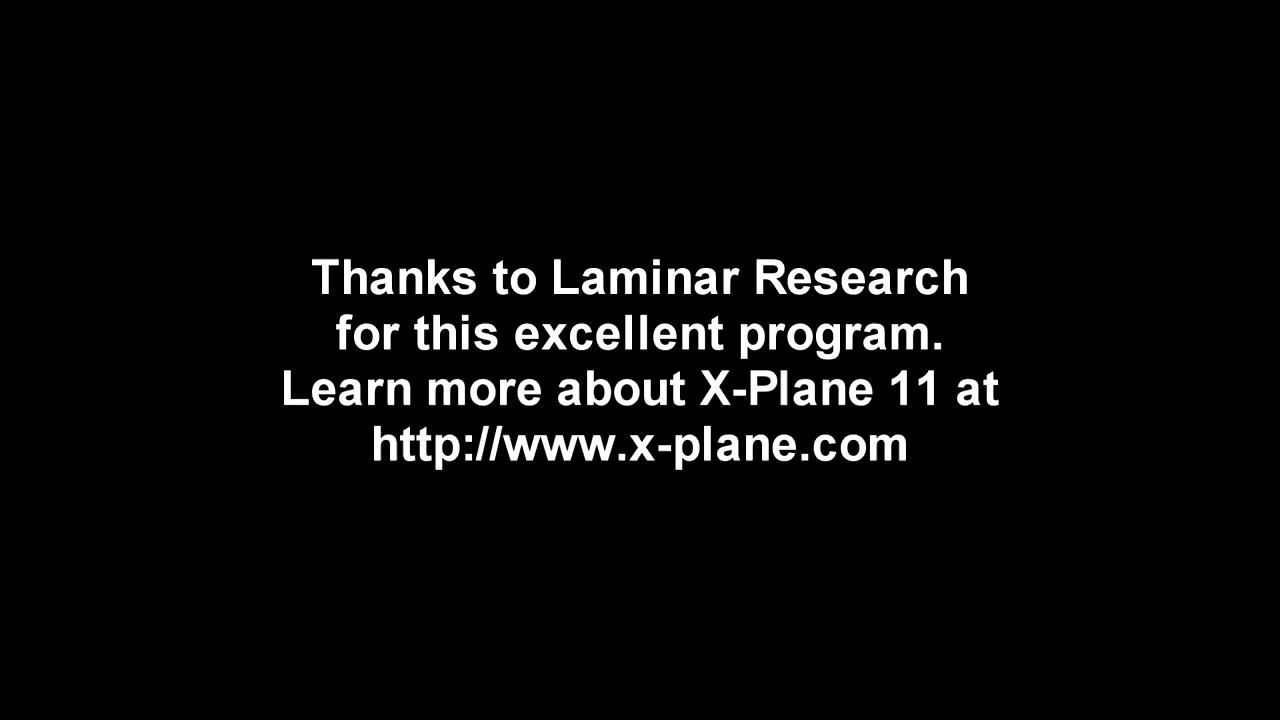 Thanks to Laminar Research
for this excellent program.
Learn more about X-Plane 11 at
http://www.x-plane.com